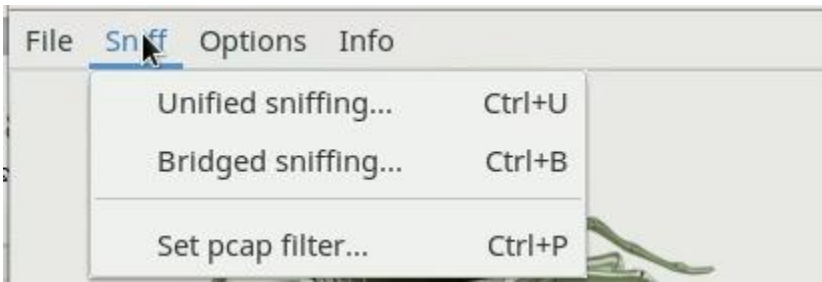 File Sniff Options Info
Unified sniffing... Ctrl+U
Bridged sniffing... Ctrl+B
Set pcap filter... Ctrl+P